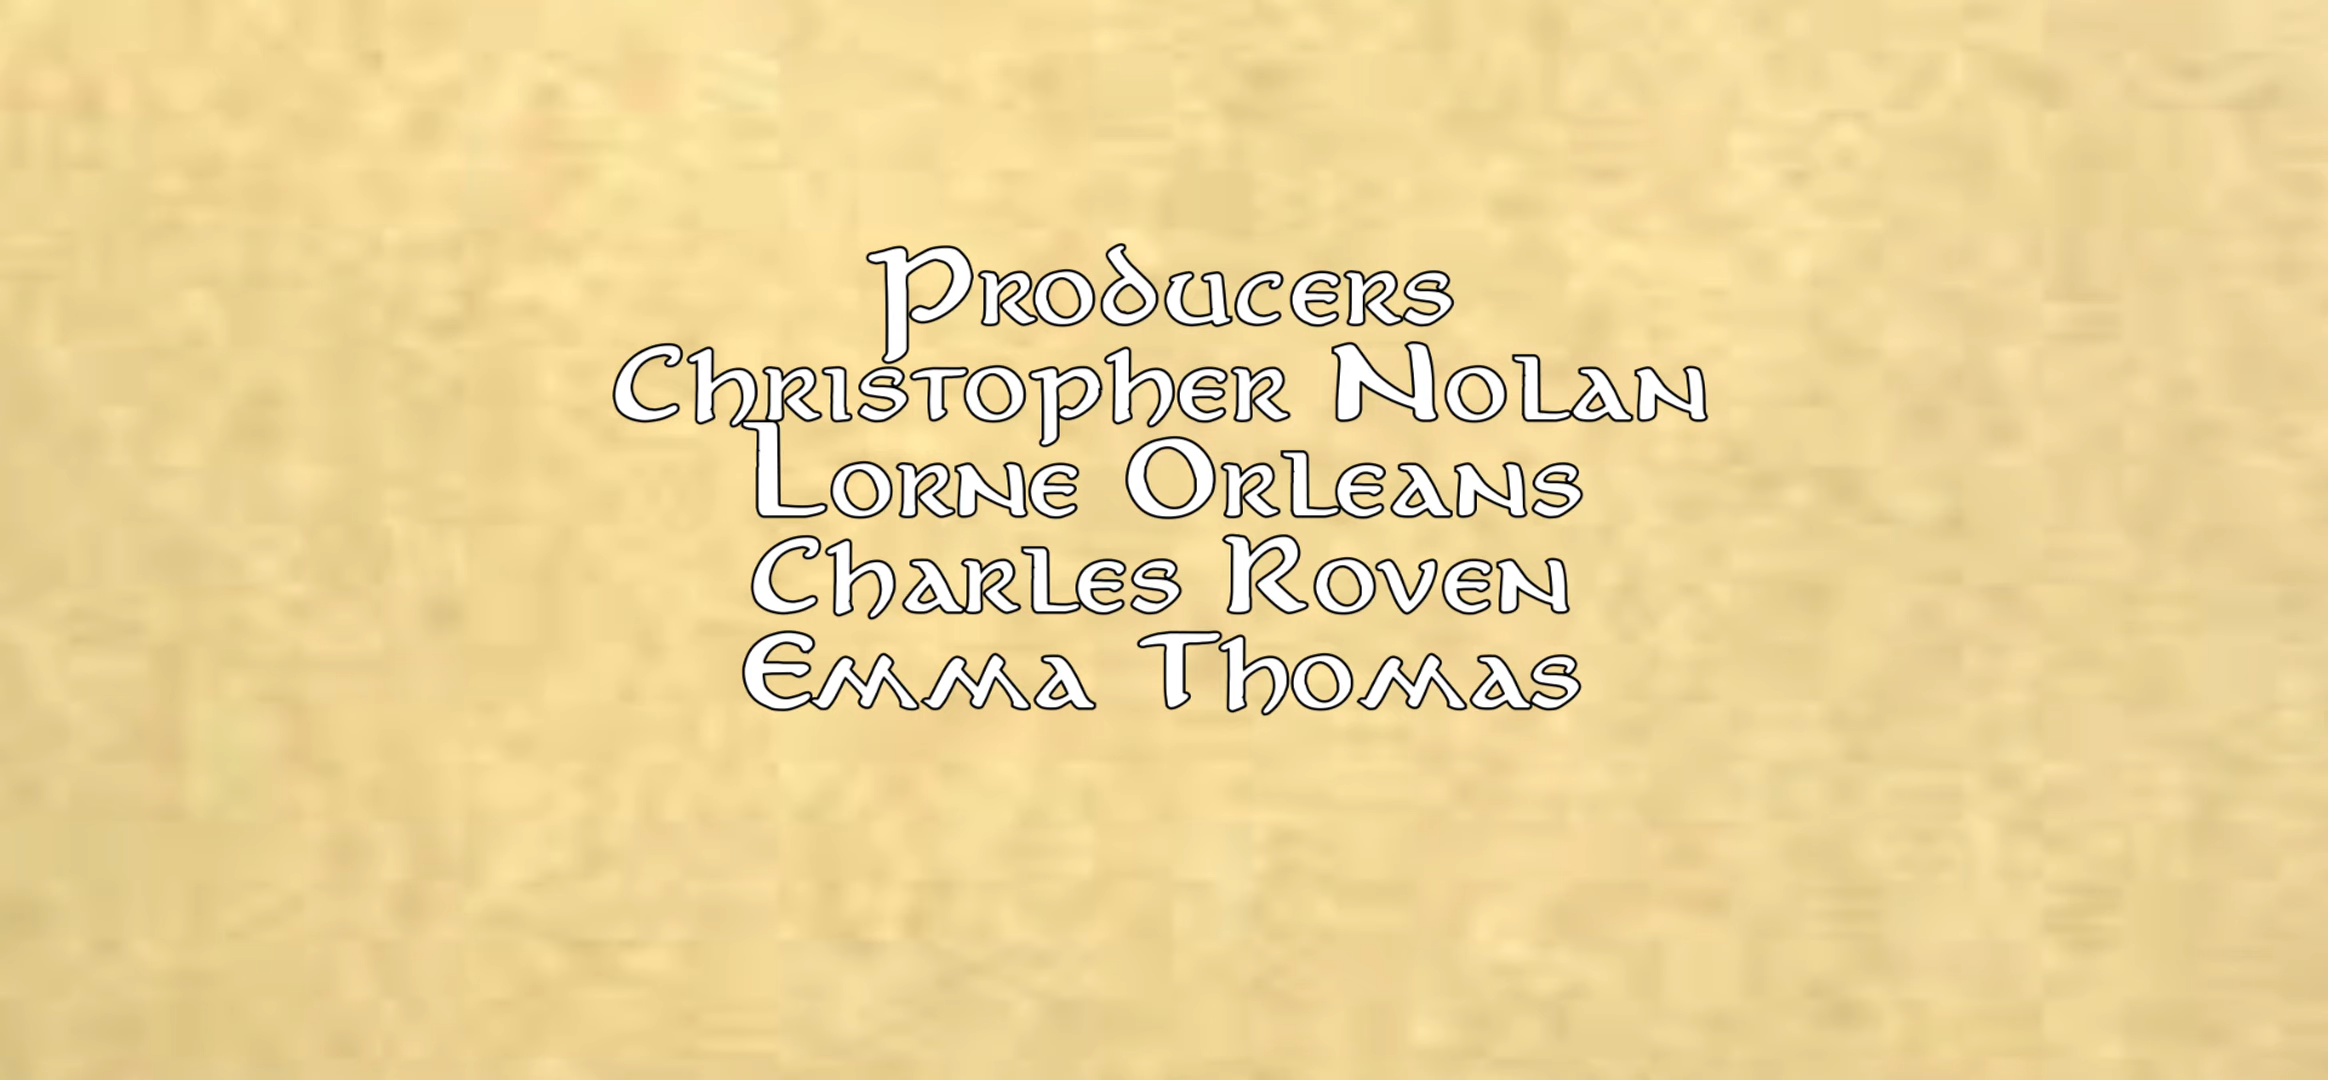 Producers
Christopher Nolan
Lorne Orleans
Charles Roven
Emma Thomas